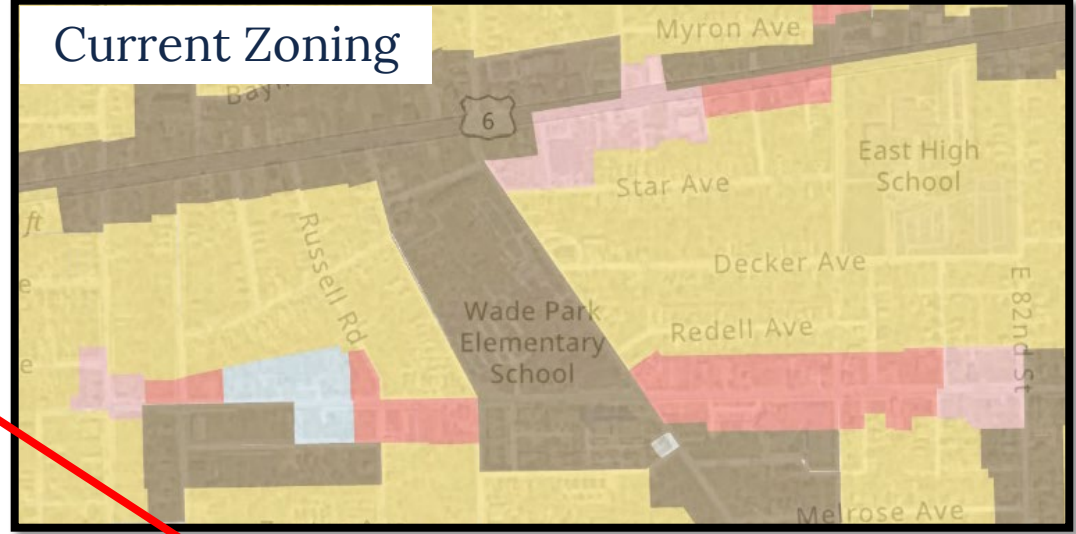 Current Zoning
Myron Ave
6
East High
School
Star Ave
ft
Russell Rd
Decker Ave
E 82nd St
e
Wade Park
Elementary
School
Redell Ave
e
Melrose Ave